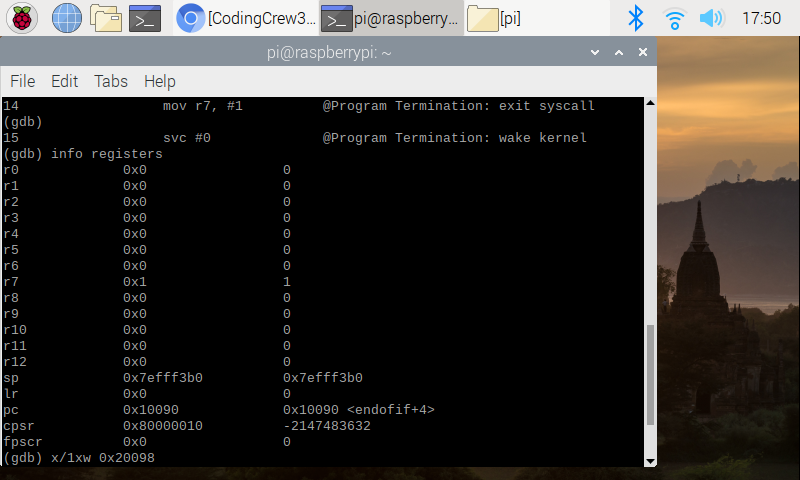 [CodingCrew3... pi@raspberry... [pi] 17:50
pi@raspberrypi: ~
File Edit Tabs Help
14 mov r7, #1 @Program Termination: exit syscall
(gdb)
15 svc #0 @Program Termination: wake kernel
(gdb) info registers
r0 0x0 0
r1 0x0 0
r2 0x0 0
r3 0x0 0
r4 0x0 0
r5 0x0 0
r6 0x0 0
r7 0x1 1
r8 0x0 0
r9 0x0 0
r10 0x0 0
r11 0x0 0
r12 0x0 0
sp 0x7efff3b0 0x7efff3b0
lr 0x0 0
pc 0x10090 0x10090 <endofif+4>
cpsr 0x80000010 -2147483632
fpscr 0x0 0
(gdb) x/1xw 0x20098